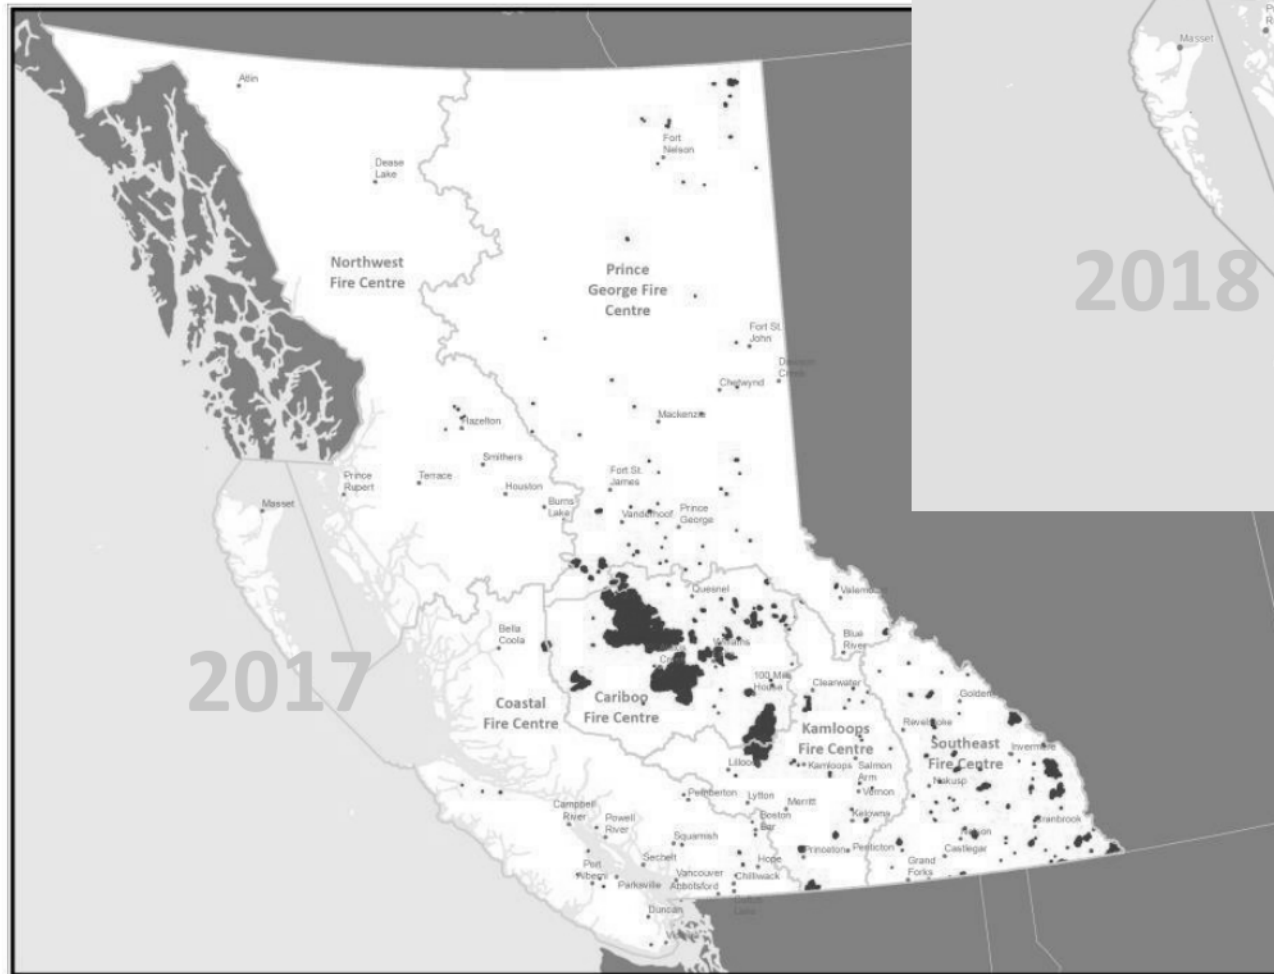 Atlin
Dease
Lake
Fort
Nelson
Northwest
Fire Centre
Prince
George Fire
Centre
Fort St.
John
Chetwynd
Mackenzie
Hazelton
Smithers
Terrace
Houston
Burns
Lake
Fort St.
James
Vanderhoof
Prince
George
Prince
Rupert
Masset
2017
Bella
Coola
Quesnel
Valemount
Blue
River
100 Mile
House
Clearwater
Coastal
Fire Centre
Cariboo
Fire Centre
Kamloops
Fire Centre
Southeast
Fire Centre
Golden
Revelstoke
Invermere
Nakusp
Lillooet
Kamloops
Salmon
Arm
Vernon
Pemberton
Lytton
Merritt
Kelowna
Boston
Bar
Campbell
River
Powell
River
Squamish
Princeton
Penticton
Nelson
Castlegar
Cranbrook
Grand
Forks
Hope
Sechelt
Port
Alberni
Parksville
Vancouver
Abbotsford
Chilliwack
Duncan
Masset
2018